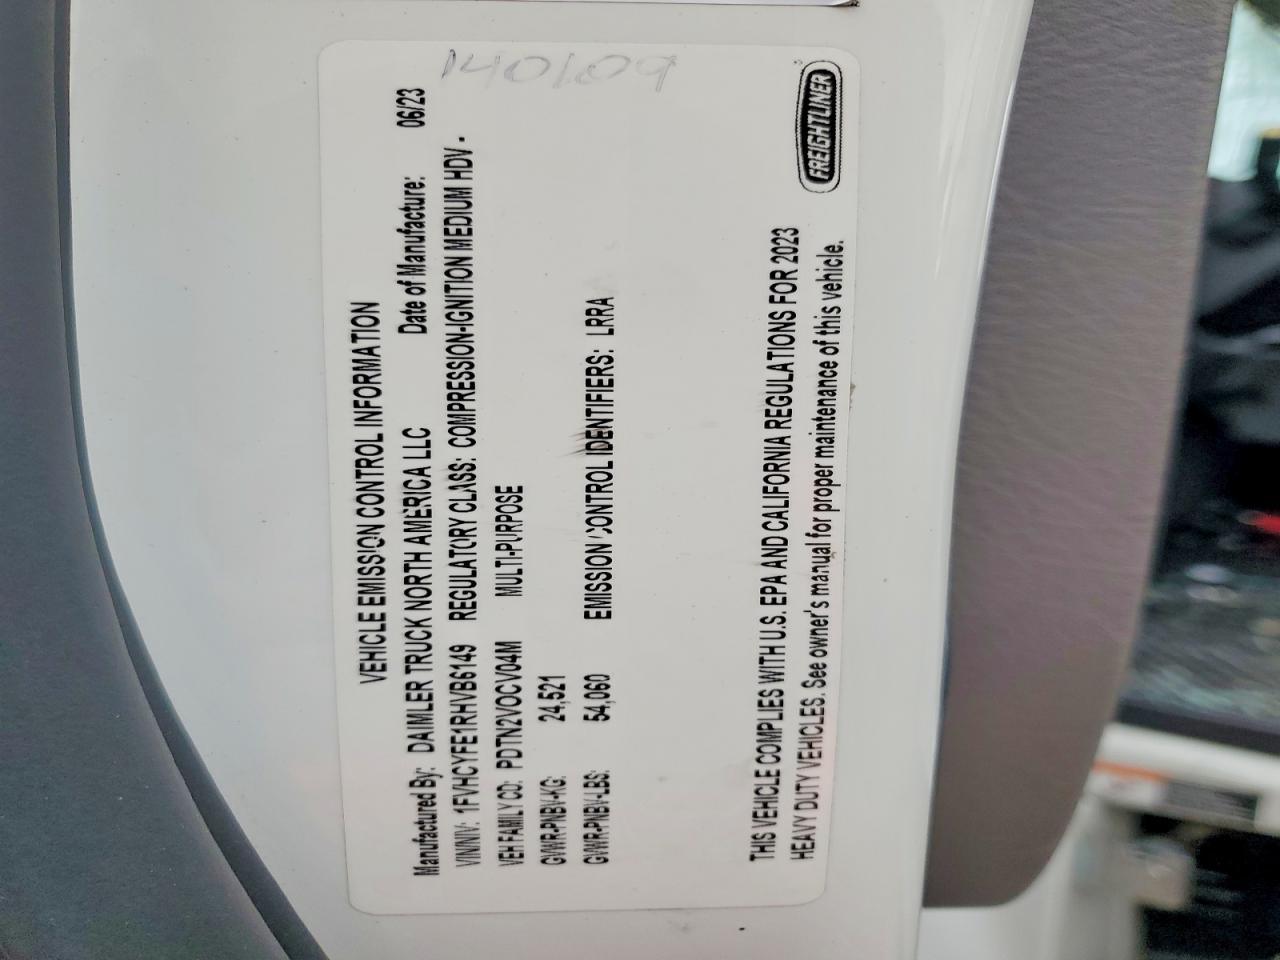 140109
VEHICLE EMISSION CONTROL INFORMATION
Manufactured By: DAIMLER TRUCK NORTH AMERICA LLC Date of Manufacture: 06/23
VIN/NIV: 1FVHCYFE1RHVB6149 REGULATORY CLASS: COMPRESSION-IGNITION MEDIUM HDV -
VEH FAMILY CD: PDTN2VOCV04M MULTI-PURPOSE
GVWR-PNBV-KG: 24,521
GVWR-PNBV-LBS: 54,060 EMISSION CONTROL IDENTIFIERS: LRRA
THIS VEHICLE COMPLIES WITH U.S. EPA AND CALIFORNIA REGULATIONS FOR 2023
HEAVY DUTY VEHICLES. See owner's manual for proper maintenance of this vehicle.
FREIGHTLINER